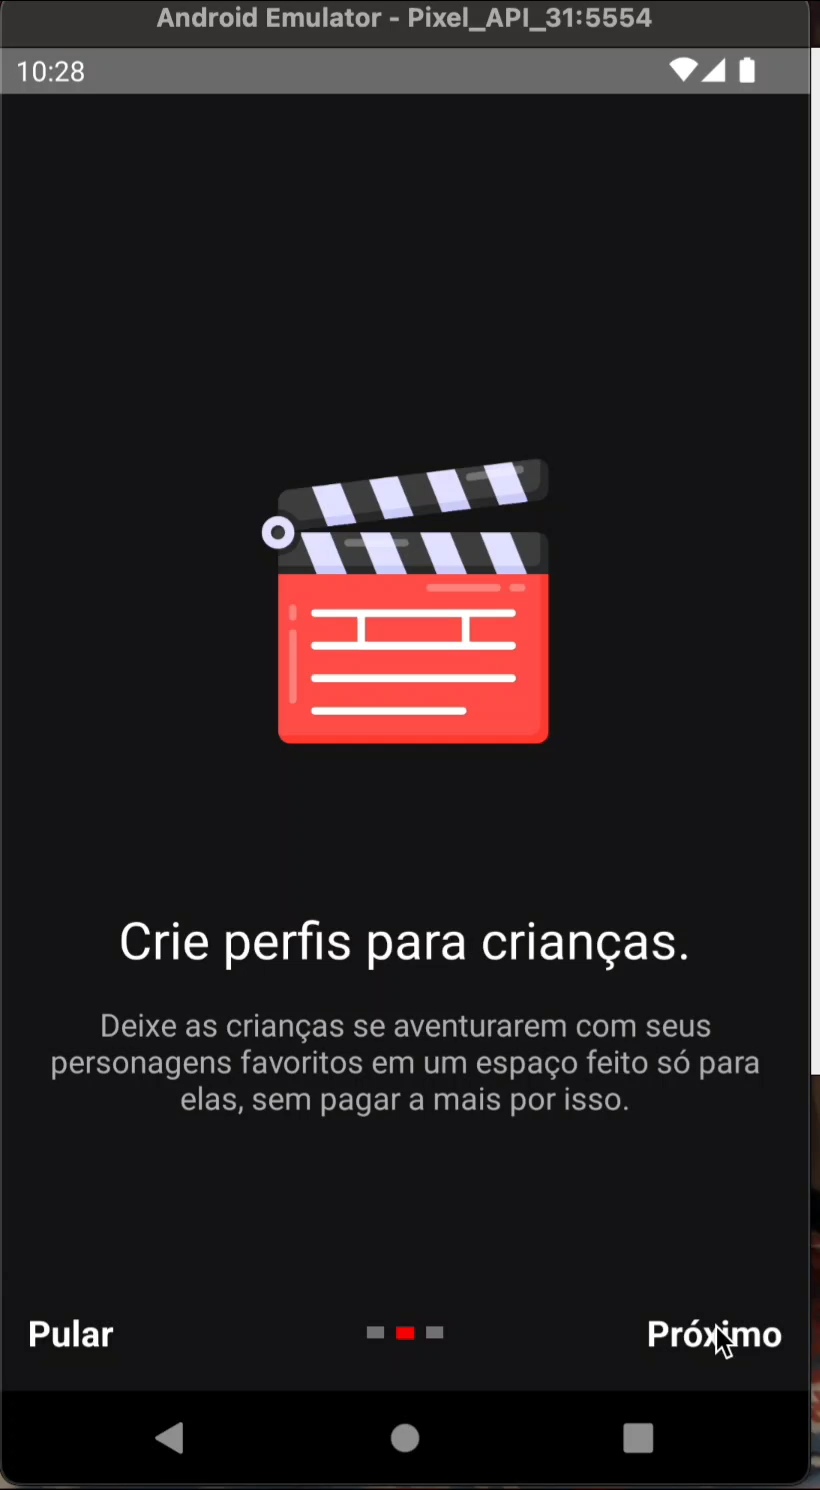 Android Emulator - Pixel_API_31:5554
10:28
Crie perfis para crianças.
Deixe as crianças se aventurarem com seus
personagens favoritos em um espaço feito só para
elas, sem pagar a mais por isso.
Pular
Próximo